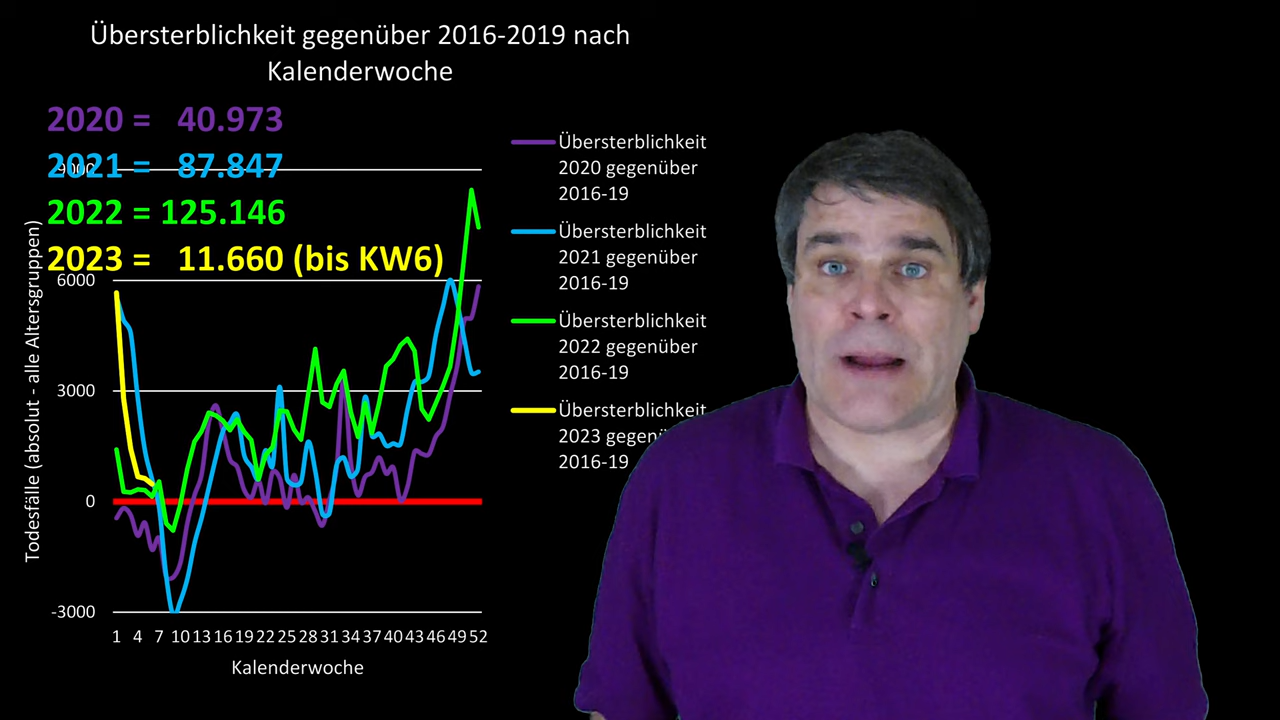 Übersterblichkeit gegenüber 2016-2019 nach
Kalenderwoche
2020 = 40.973
2021 = 87.847
2022 = 125.146
2023 = 11.660 (bis KW6)
Todesfälle (absolut - alle Altersgruppen)
9000
6000
3000
0
-3000
1 4 7 10 13 16 19 22 25 28 31 34 37 40 43 46 49 52
Kalenderwoche
Übersterblichkeit
2020 gegenüber
2016-19
Übersterblichkeit
2021 gegenüber
2016-19
Übersterblichkeit
2022 gegenüber
2016-19
Übersterblichkeit
2023 gegenü
2016-19